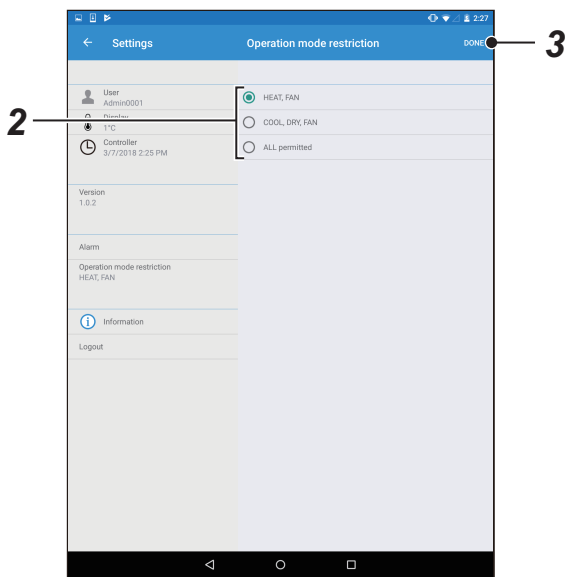 2:27
Settings
Operation mode restriction
DONE
3
2
User
Admin0001
Display
1°C
Controller
3/7/2018 2:25 PM
Version
1.0.2
Alarm
Operation mode restriction
HEAT, FAN
Information
Logout
HEAT, FAN
COOL, DRY, FAN
ALL permitted